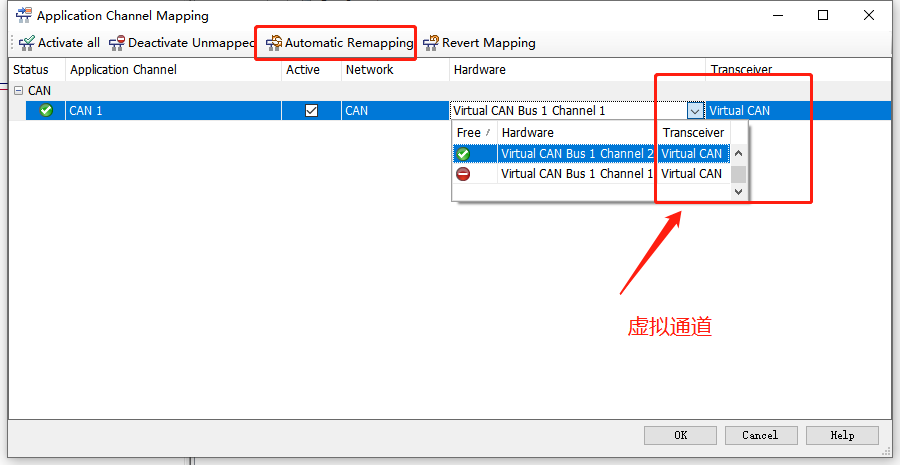 Application Channel Mapping
Activate all Deactivate Unmapped Automatic Remapping Revert Mapping
Status Application Channel Active Network Hardware Transceiver
CAN
CAN 1 CAN Virtual CAN Bus 1 Channel 1 Virtual CAN
Free Hardware Transceiver
Virtual CAN Bus 1 Channel 2 Virtual CAN
Virtual CAN Bus 1 Channel 1 Virtual CAN
虚拟通道
OK Cancel Help